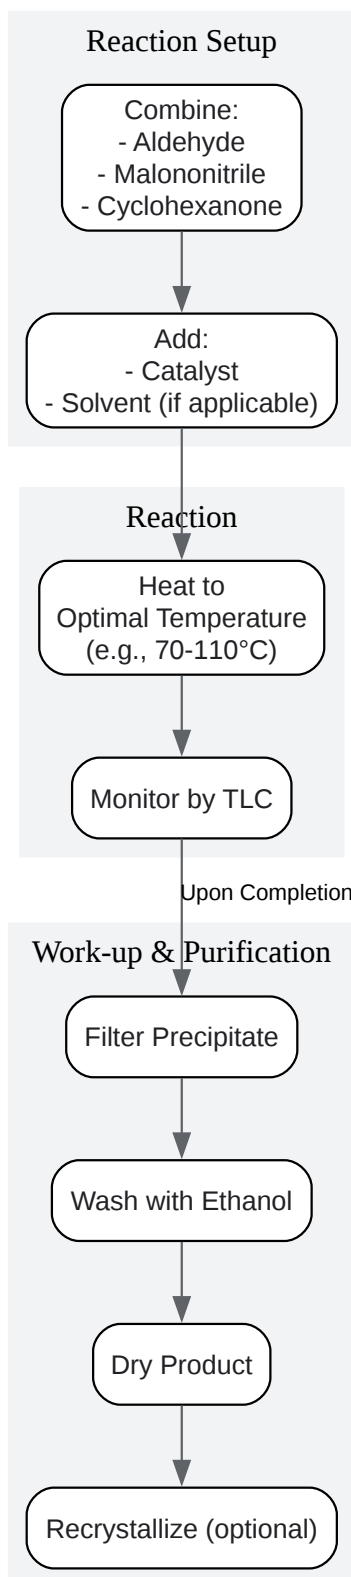 Reaction Setup
Combine:
- Aldehyde
- Malononitrile
- Cyclohexanone
Add:
- Catalyst
- Solvent (if applicable)
Reaction
Heat to
Optimal Temperature
(e.g., 70-110°C)
Monitor by TLC
Upon Completion
Work-up & Purification
Filter Precipitate
Wash with Ethanol
Dry Product
Recrystallize (optional)